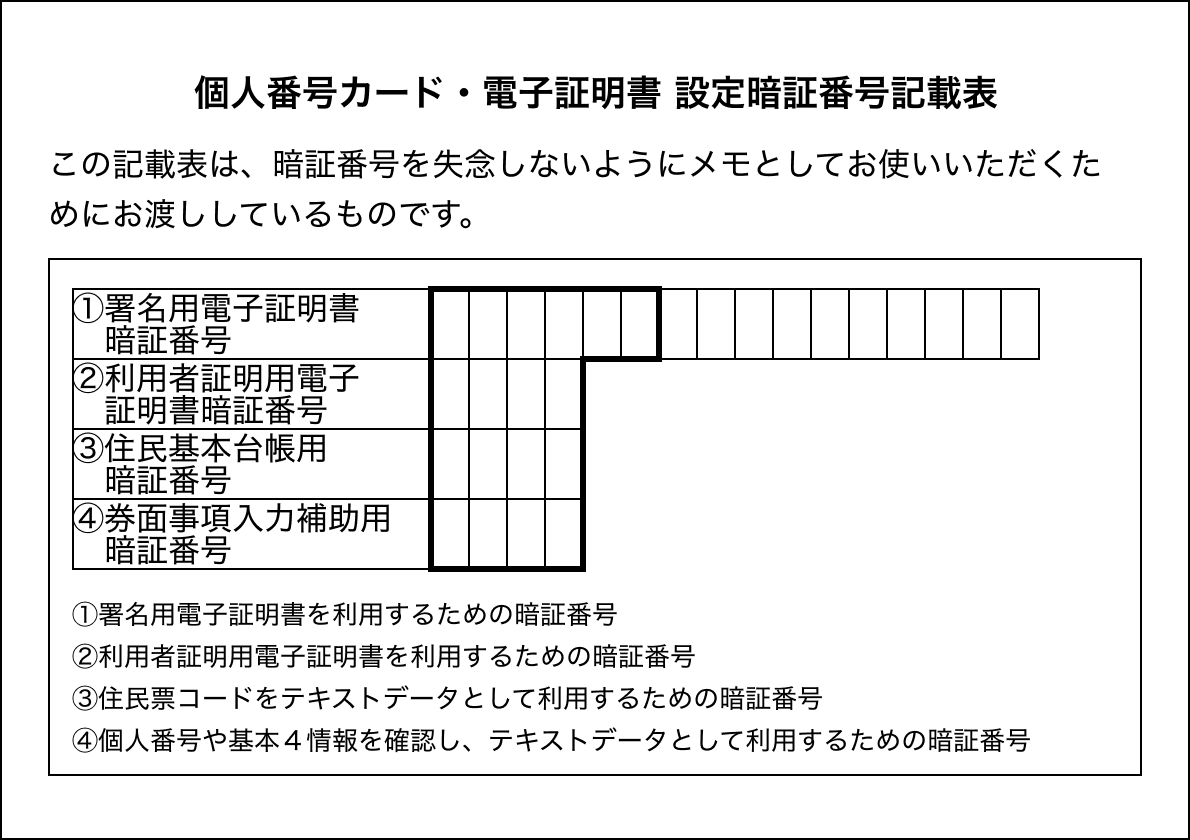 個人番号カード・電子証明書 設定暗証番号記載表
この記載表は、暗証番号を失念しないようにメモとしてお使いいただくた
めにお渡ししているものです。
①署名用電子証明書
暗証番号
②利用者証明用電子
証明書暗証番号
③住民基本台帳用
暗証番号
④券面事項入力補助用
暗証番号
①署名用電子証明書を利用するための暗証番号
②利用者証明用電子証明書を利用するための暗証番号
③住民票コードをテキストデータとして利用するための暗証番号
④個人番号や基本４情報を確認し、テキストデータとして利用するための暗証番号